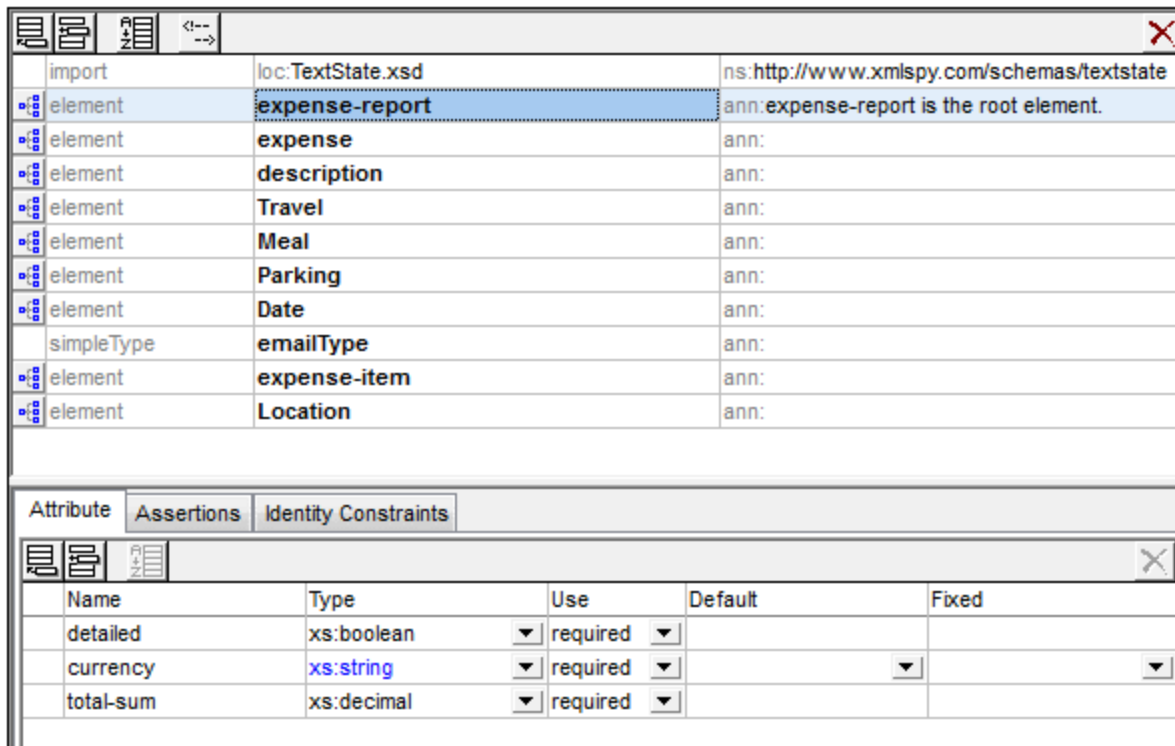 <!-- -->
import loc:TextState.xsd ns:http://www.xmlspy.com/schemas/textstate
element expense-report ann:expense-report is the root element.
element expense ann:
element description ann:
element Travel ann:
element Meal ann:
element Parking ann:
element Date ann:
simpleType emailType ann:
element expense-item ann:
element Location ann:
Attribute Assertions Identity Constraints
Name Type Use Default Fixed
detailed xs:boolean required
currency xs:string required
total-sum xs:decimal required